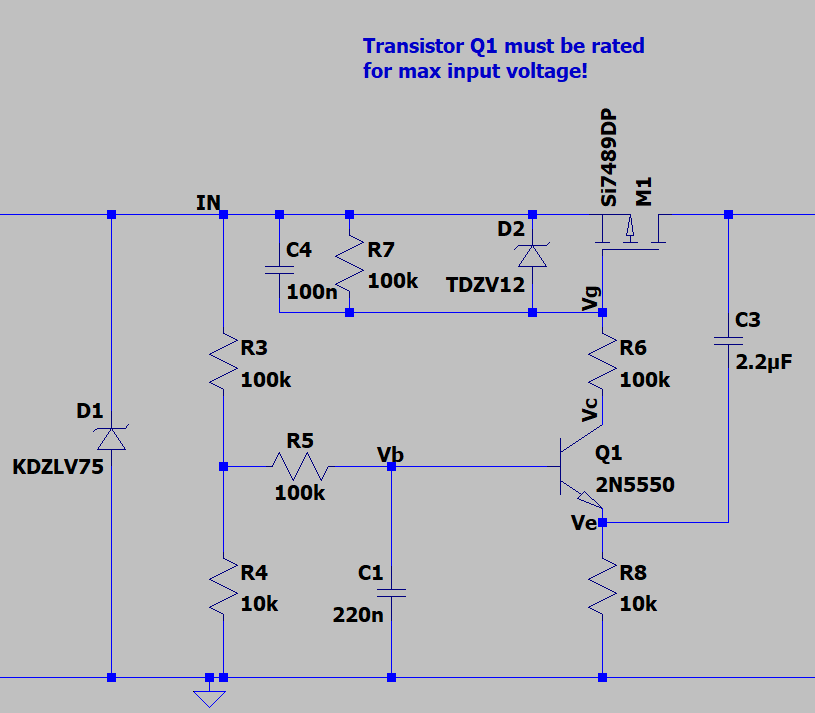 Transistor Q1 must be rated
for max input voltage!
Si7489DP
M1
IN
D2
C4
R7
100n
100k
TDZV12
Vg
C3
2.2µF
R3
100k
R6
100k
Vc
D1
KDZLV75
R5
100k
Vb
Q1
2N5550
Ve
R4
10k
C1
220n
R8
10k